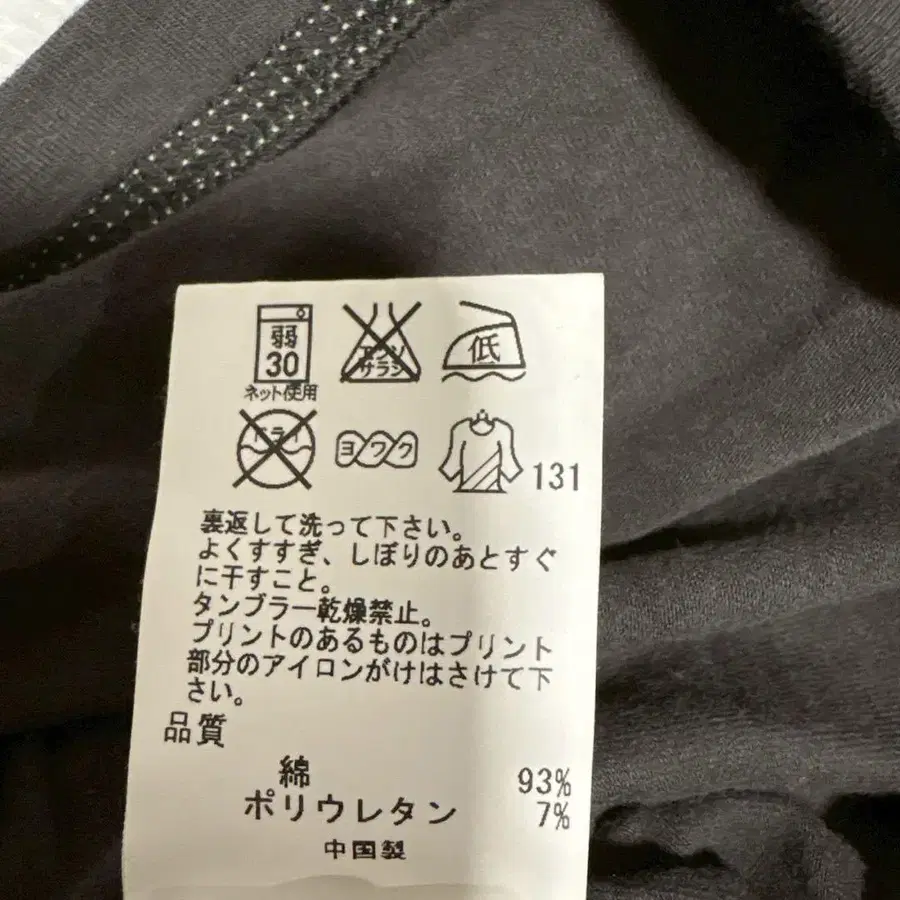 弱
30
ネット使用
エンソ
サラシ
低
ドライ
ヨワク
131
裏返して洗って下さい。
よくすすぎ、しぼりのあとすぐ
に干すこと。
タンブラー乾燥禁止。
プリントのあるものはプリント
部分のアイロンがけはさけて下
さい。
品質
綿 93%
ポリウレタン 7%
中国製